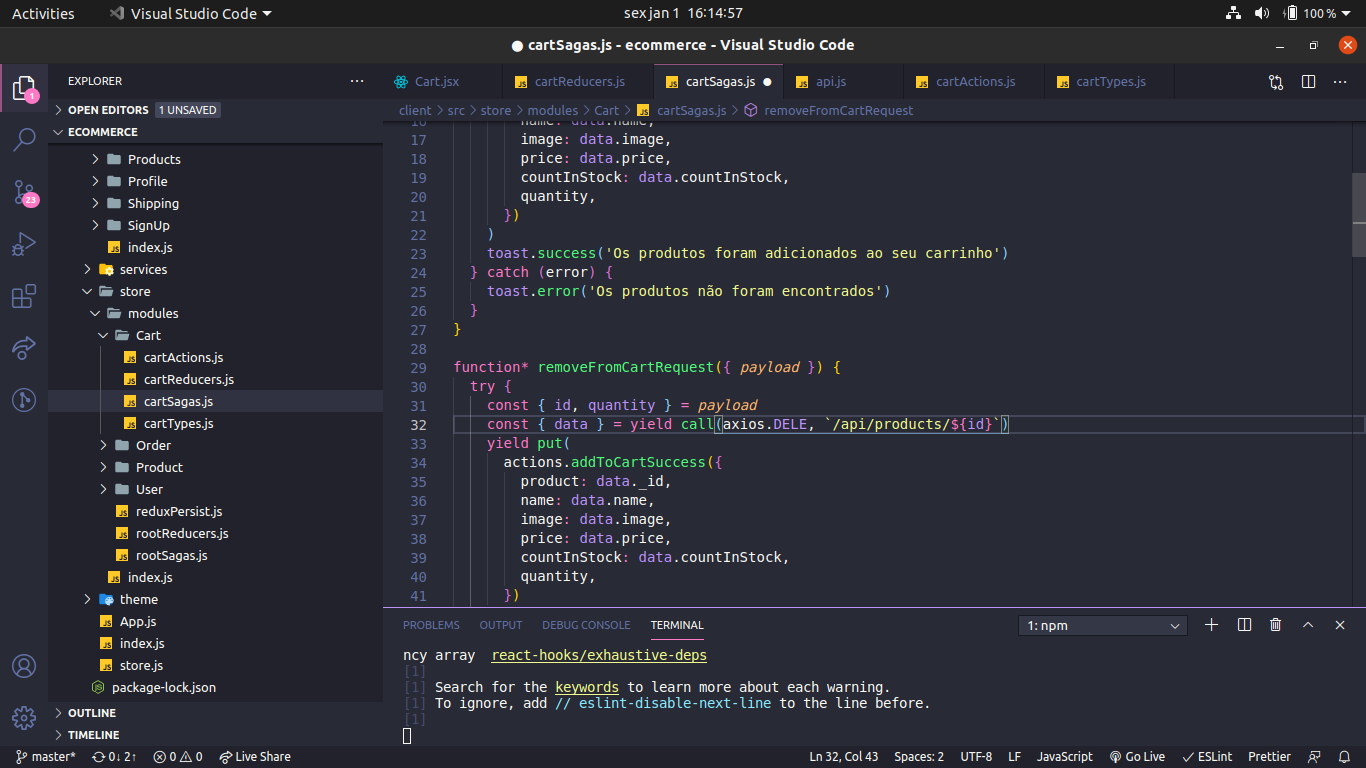 Activities
Visual Studio Code
sex jan 1 16:14:57
100 %
● cartSagas.js - ecommerce - Visual Studio Code
EXPLORER
OPEN EDITORS 1 UNSAVED
ECOMMERCE
Products
Profile
Shipping
SignUp
index.js
services
store
modules
Cart
cartActions.js
cartReducers.js
cartSagas.js
cartTypes.js
Order
Product
User
reduxPersist.js
rootReducers.js
rootSagas.js
index.js
theme
App.js
index.js
store.js
package-lock.json
OUTLINE
TIMELINE
1
23
Cart.jsx
cartReducers.js
cartSagas.js
api.js
cartActions.js
cartTypes.js
client > src > store > modules > Cart > cartSagas.js > removeFromCartRequest
16 name: data.name,
17 image: data.image,
18 price: data.price,
19 countInStock: data.countInStock,
20 quantity,
21 })
22 )
23 toast.success('Os produtos foram adicionados ao seu carrinho')
24 } catch (error) {
25 toast.error('Os produtos não foram encontrados')
26 }
27 }
28
29 function* removeFromCartRequest({ payload }) {
30 try {
31 const { id, quantity } = payload
32 const { data } = yield call(axios.DELE, `/api/products/${id}`)
33 yield put(
34 actions.addToCartSuccess({
35 product: data._id,
36 name: data.name,
37 image: data.image,
38 price: data.price,
39 countInStock: data.countInStock,
40 quantity,
41 })
PROBLEMS
OUTPUT
DEBUG CONSOLE
TERMINAL
1: npm
ncy array react-hooks/exhaustive-deps
[1]
[1] Search for the keywords to learn more about each warning.
[1] To ignore, add // eslint-disable-next-line to the line before.
[1]
master*
0↓ 2↑
0 0
Live Share
Ln 32, Col 43
Spaces: 2
UTF-8
LF
JavaScript
Go Live
ESLint
Prettier